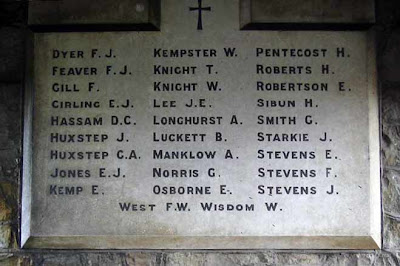 DYER F.J. KEMPSTER W. PENTECOST H.
FEAVER F.J. KNIGHT T. ROBERTS H.
GILL F. KNIGHT W. ROBERTSON E.
GIRLING E.J. LEE J.E. SIBUN H.
HASSAM D.C. LONGHURST A. SMITH G.
HUXSTEP J. LUCKETT B. STARKIE J.
HUXSTEP C.A. MANKLOW A. STEVENS E.
JONES E.J. NORRIS G. STEVENS F.
KEMP E. OSBORNE E. STEVENS J.
WEST F.W. WISDOM W.